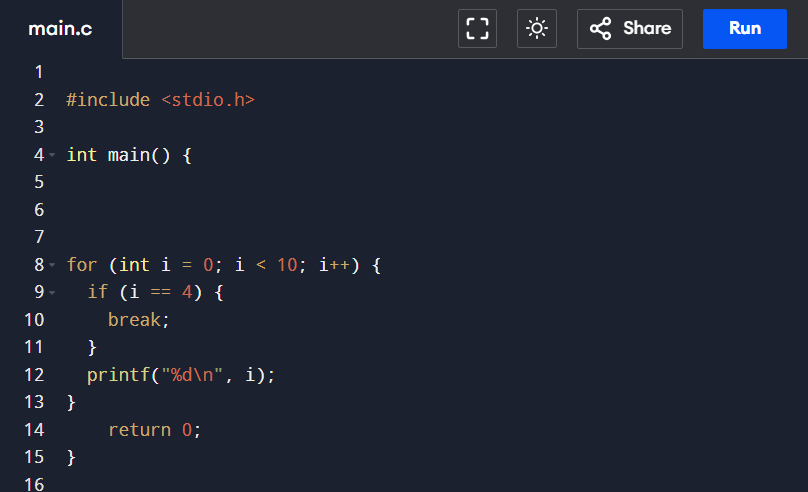 main.c Share Run
1
2 #include <stdio.h>
3
4 int main() {
5
6
7
8 for (int i = 0; i < 10; i++) {
9   if (i == 4) {
10     break;
11   }
12   printf("%d\n", i);
13 }
14     return 0;
15 }
16